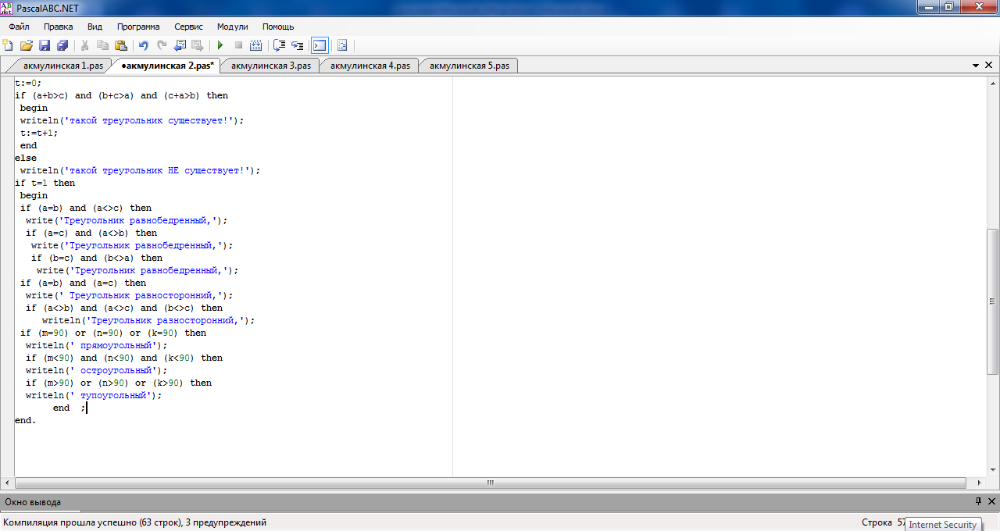 PascalABC.NET
Файл Правка Вид Программа Сервис Модули Помощь
акмулинская 1.pas •акмулинская 2.pas* акмулинская 3.pas акмулинская 4.pas акмулинская 5.pas
t:=0;
if (a+b>c) and (b+c>a) and (c+a>b) then
begin
writeln('такой треугольник существует!');
t:=t+1;
end
else
writeln('такой треугольник НЕ существует!');
if t=1 then
begin
if (a=b) and (a<>c) then
write('Треугольник равнобедренный,');
if (a=c) and (a<>b) then
write('Треугольник равнобедренный,');
if (b=c) and (b<>a) then
write('Треугольник равнобедренный,');
if (a=b) and (a=c) then
write(' Треугольник равносторонний,');
if (a<>b) and (a<>c) and (b<>c) then
writeln('Треугольник разносторонний,');
if (m=90) or (n=90) or (k=90) then
writeln(' прямоугольный');
if (m<90) and (n<90) and (k<90) then
writeln(' остроугольный');
if (m>90) or (n>90) or (k>90) then
writeln(' тупоугольный');
end ;
end.
Окно вывода
Компиляция прошла успешно (63 строк), 3 предупреждений Строка 57
Internet Security